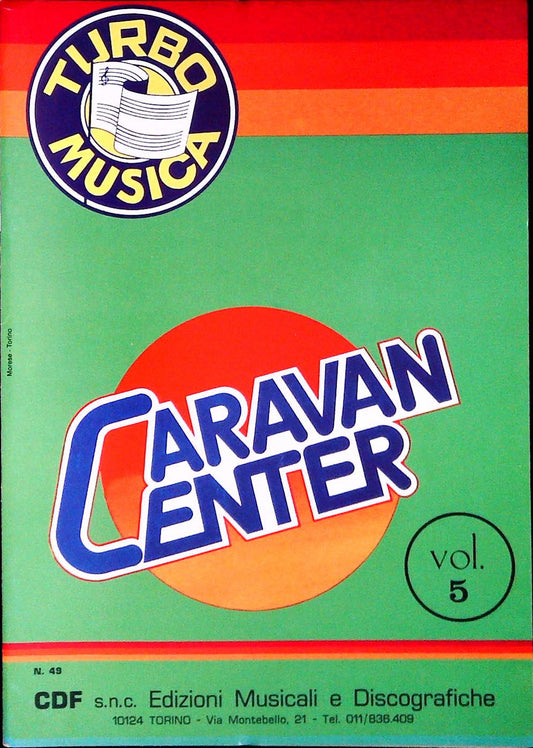 TURBO
MUSICA
Morese - Torino
CARAVAN
CENTER
vol.
5
N. 49
CDF s.n.c. Edizioni Musicali e Discografiche
10124 TORINO - Via Montebello, 21 - Tel. 011/836.409